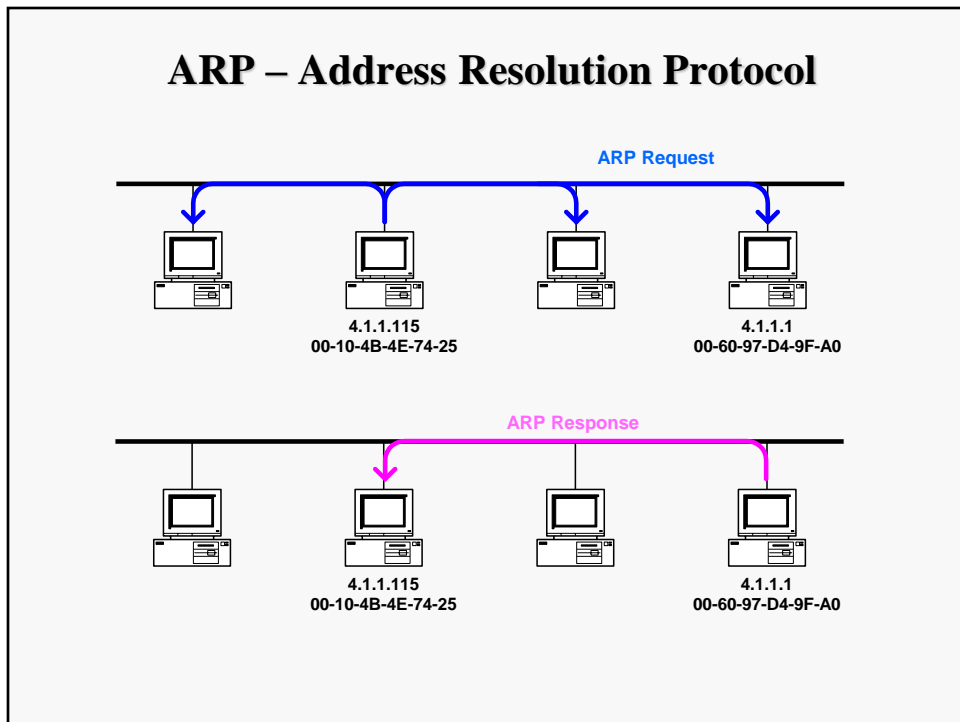 ARP – Address Resolution Protocol
ARP Request
4.1.1.115
00-10-4B-4E-74-25
4.1.1.1
00-60-97-D4-9F-A0
ARP Response
4.1.1.115
00-10-4B-4E-74-25
4.1.1.1
00-60-97-D4-9F-A0